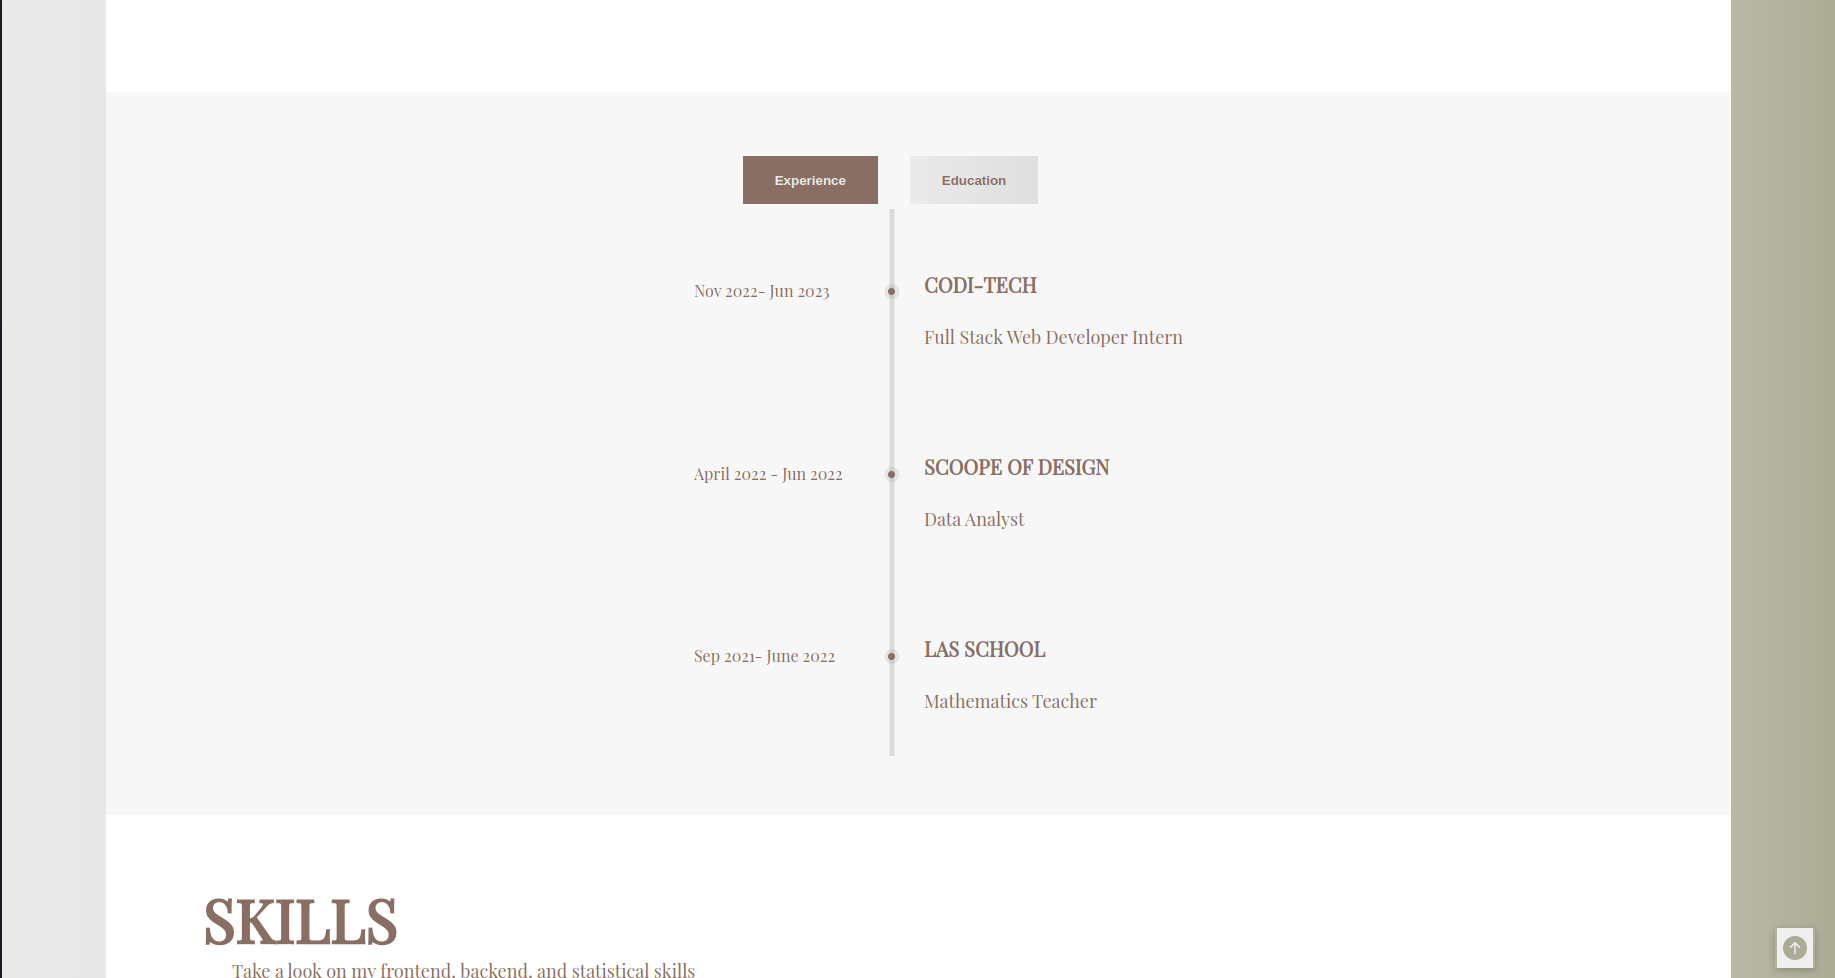 Experience
Education
Nov 2022- Jun 2023
CODI-TECH
Full Stack Web Developer Intern
April 2022 - Jun 2022
SCOOPE OF DESIGN
Data Analyst
Sep 2021- June 2022
LAS SCHOOL
Mathematics Teacher
SKILLS
Take a look on my frontend, backend, and statistical skills